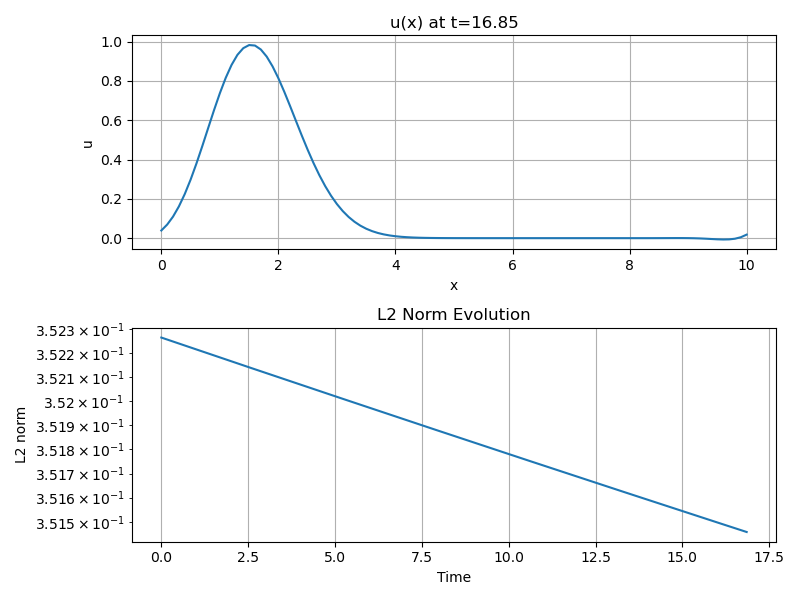 u(x) at t=16.85
1.0
0.8
0.6
0.4
0.2
0.0
u
0 2 4 6 8 10
x
L2 Norm Evolution
3.523 × 10⁻¹
3.522 × 10⁻¹
3.521 × 10⁻¹
3.52 × 10⁻¹
3.519 × 10⁻¹
3.518 × 10⁻¹
3.517 × 10⁻¹
3.516 × 10⁻¹
3.515 × 10⁻¹
L2 norm
0.0 2.5 5.0 7.5 10.0 12.5 15.0 17.5
Time